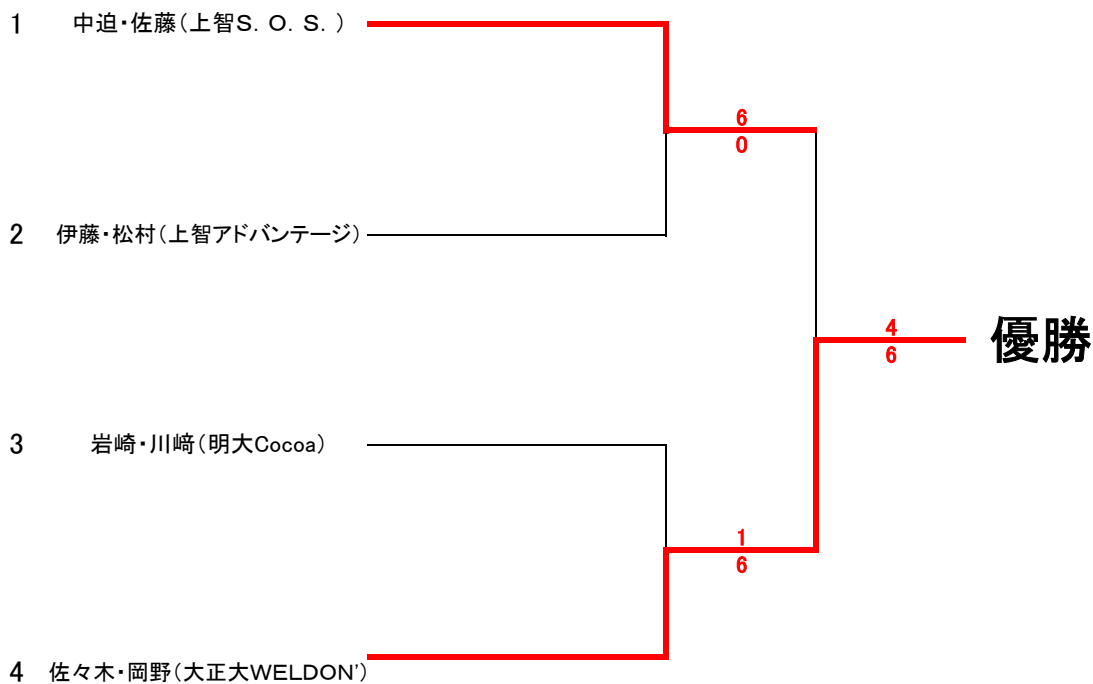 1 中迫・佐藤（上智S．O．S．）
6
0
2 伊藤・松村（上智アドバンテージ）
4
6
優勝
3 岩崎・川﨑（明大Cocoa）
1
6
4 佐々木・岡野（大正大WELDON'）